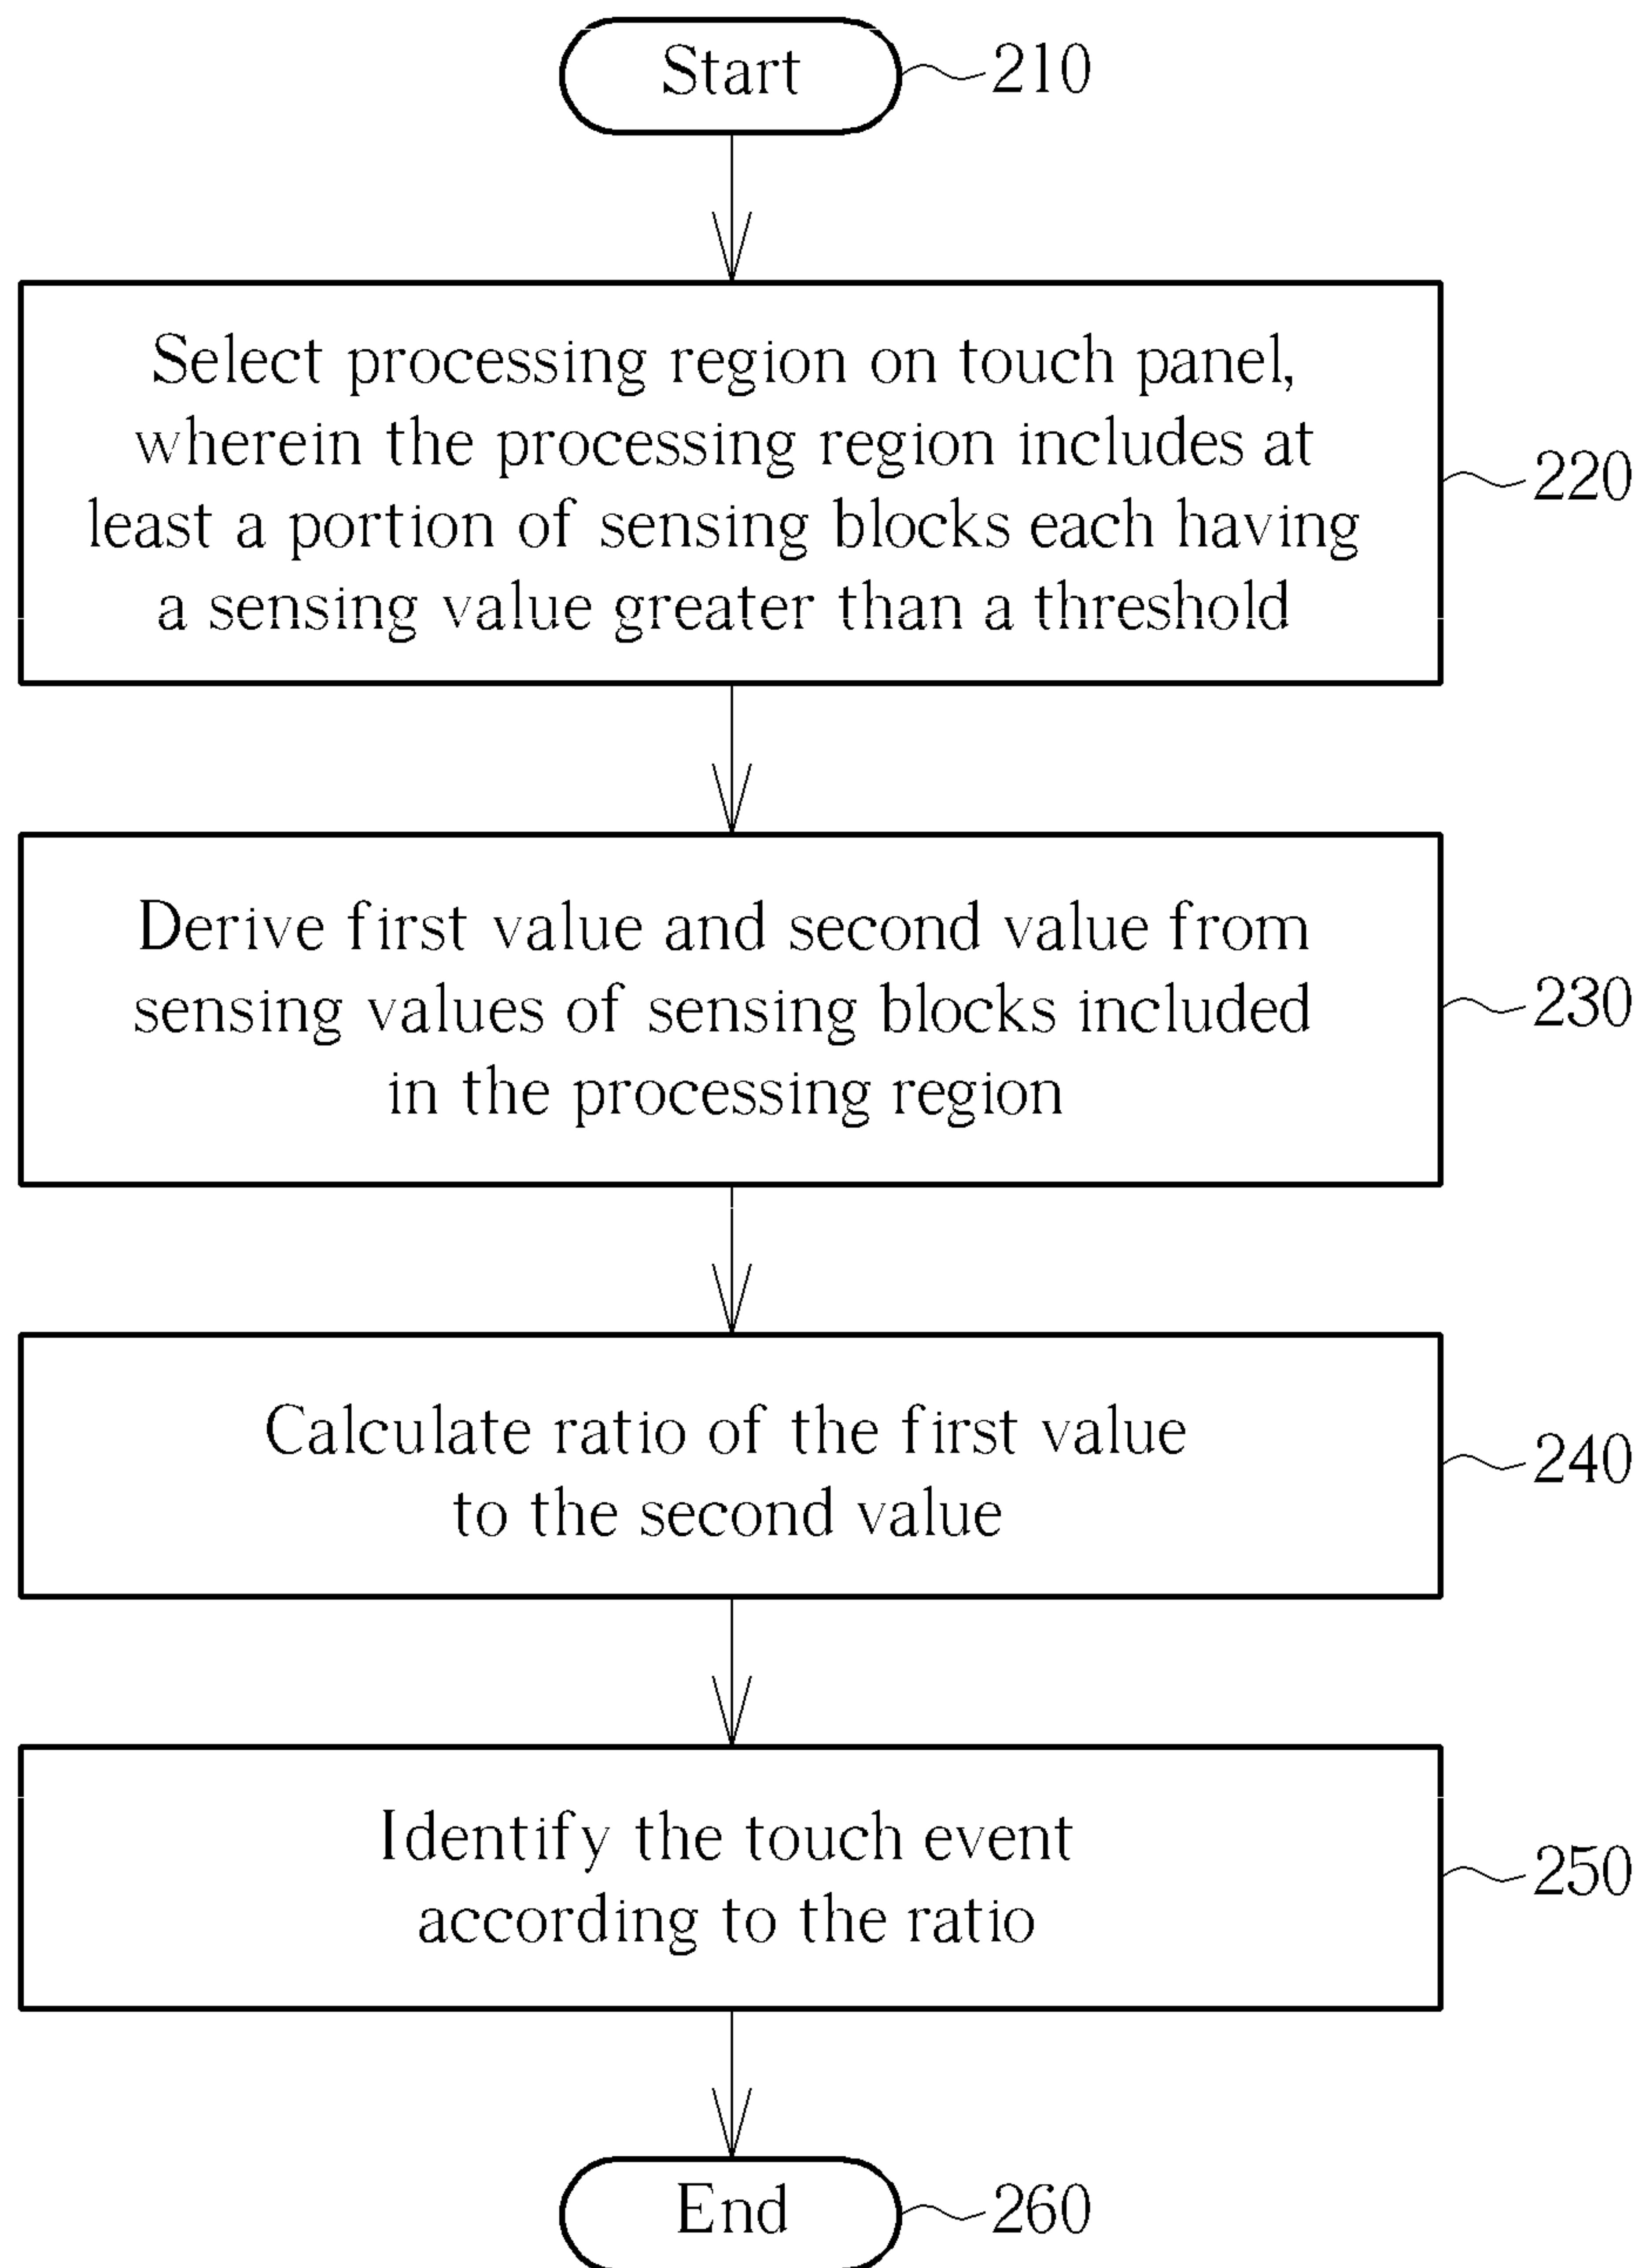 Start
210
Select processing region on touch panel,
wherein the processing region includes at
least a portion of sensing blocks each having
a sensing value greater than a threshold
220
Derive first value and second value from
sensing values of sensing blocks included
in the processing region
230
Calculate ratio of the first value
to the second value
240
Identify the touch event
according to the ratio
250
End
260